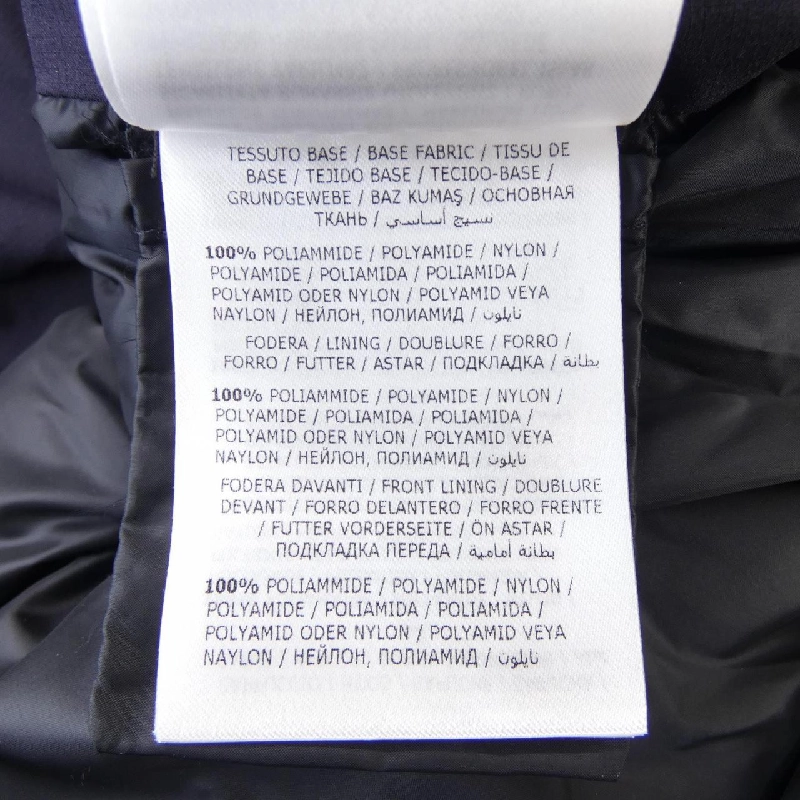 TESSUTO BASE / BASE FABRIC / TISSU DE
BASE / TEJIDO BASE / TECIDO-BASE /
GRUNDGEWEBE / BAZ KUMAŞ / ОСНОВНАЯ
ТКАНЬ / نسيج أساسي
100% POLIAMMIDE / POLYAMIDE / NYLON /
POLYAMIDE / POLIAMIDA / POLIAMIDA /
POLYAMID ODER NYLON / POLYAMID VEYA
NAYLON / НЕЙЛОН, ПОЛИАМИД / نايلون
FODERA / LINING / DOUBLURE / FORRO /
FORRO / FUTTER / ASTAR / ПОДКЛАДКА / بطانة
100% POLIAMMIDE / POLYAMIDE / NYLON /
POLYAMIDE / POLIAMIDA / POLIAMIDA /
POLYAMID ODER NYLON / POLYAMID VEYA
NAYLON / НЕЙЛОН, ПОЛИАМИД / نايلون
FODERA DAVANTI / FRONT LINING / DOUBLURE
DEVANT / FORRO DELANTERO / FORRO FRENTE
/ FUTTER VORDERSEITE / ÖN ASTAR /
ПОДКЛАДКА ПЕРЕДА / بطانة أمامية
100% POLIAMMIDE / POLYAMIDE / NYLON /
POLYAMIDE / POLIAMIDA / POLIAMIDA /
POLYAMID ODER NYLON / POLYAMID VEYA
NAYLON / НЕЙЛОН, ПОЛИАМИД / نايلون